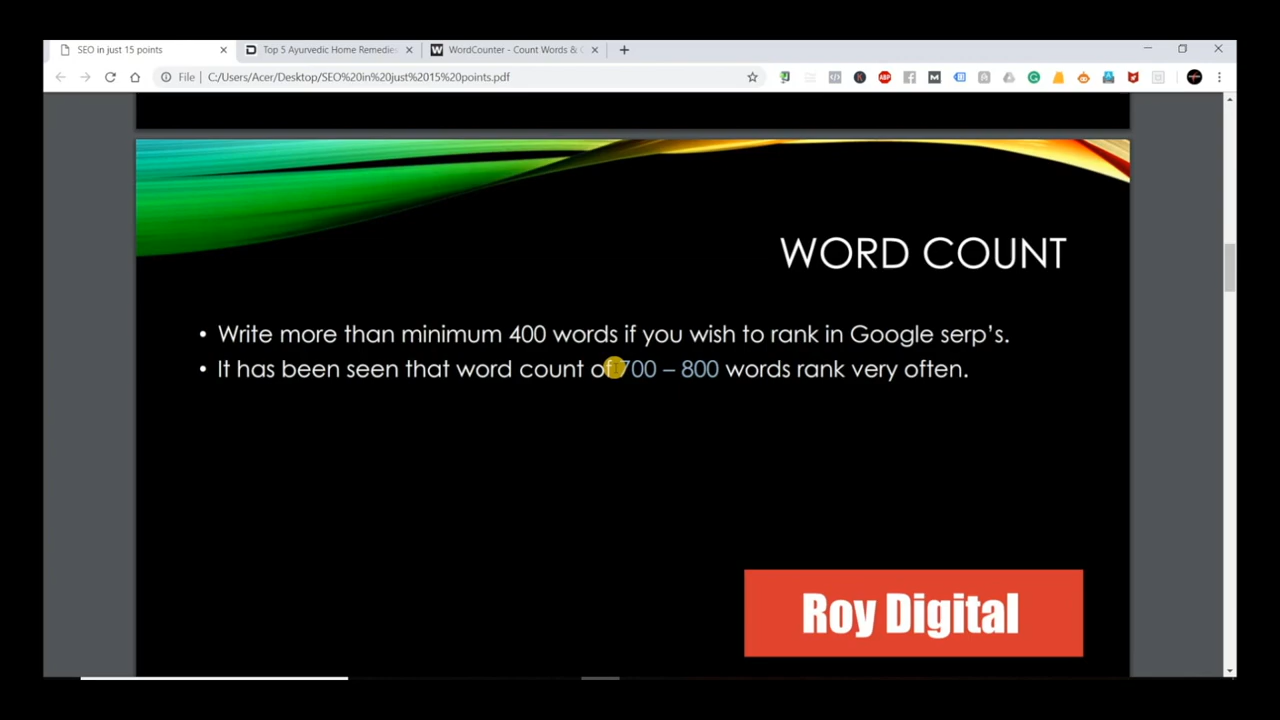 SEO in just 15 points
Top 5 Ayurvedic Home Remedies
WordCounter - Count Words &
File | C:/Users/Acer/Desktop/SEO%20in%20just%2015%20points.pdf
WORD COUNT
• Write more than minimum 400 words if you wish to rank in Google serp's.
• It has been seen that word count of 700 – 800 words rank very often.
Roy Digital